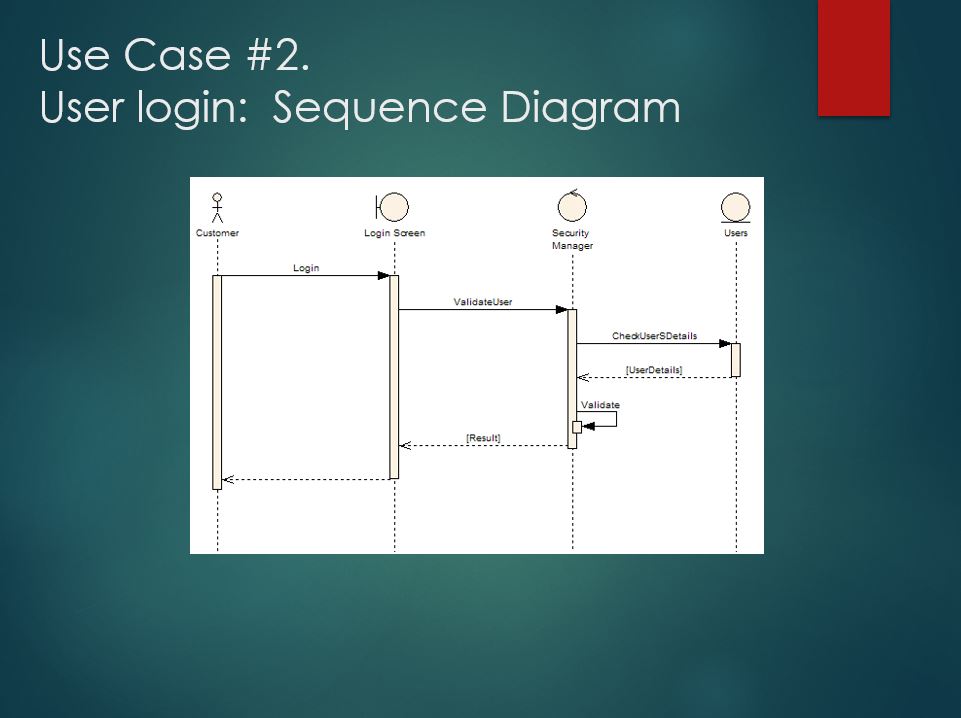 Use Case #2.
User login: Sequence Diagram
Customer
Login Screen
Security
Manager
Users
Login
ValidateUser
CheckUserSDetails
[UserDetails]
Validate
[Result]